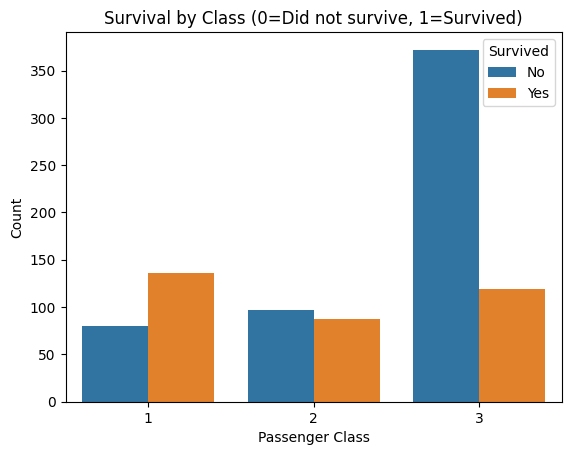 Survival by Class (0=Did not survive, 1=Survived)
Survived
No
Yes
350
300
250
200
150
100
50
0
Count
1 2 3
Passenger Class